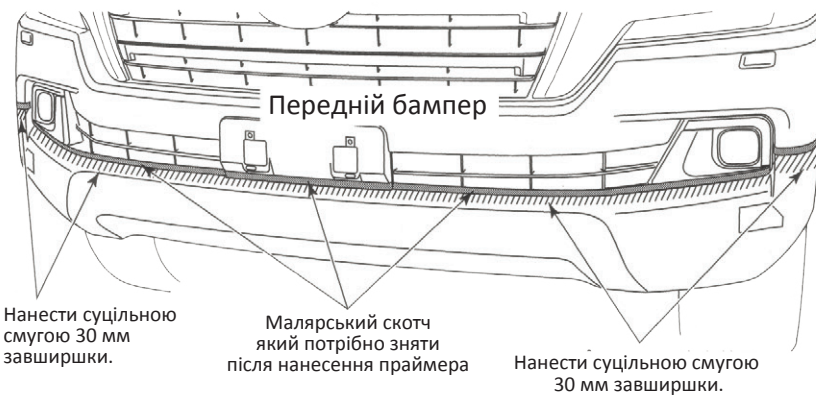 Передній бампер
Нанести суцільною
смугою 30 мм
завширшки.
Малярський скотч
який потрібно зняти
після нанесення праймера
Нанести суцільною смугою
30 мм завширшки.